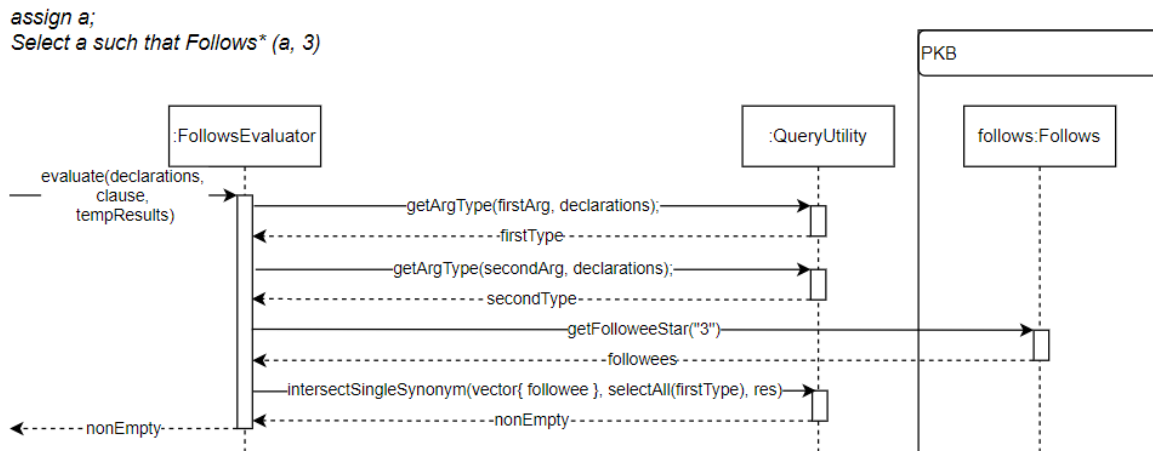 assign a;
Select a such that Follows* (a, 3)
PKB
:FollowsEvaluator
:QueryUtility
follows:Follows
evaluate(declarations,
clause,
tempResults)
getArgType(firstArg, declarations);
firstType
getArgType(secondArg, declarations);
secondType
getFolloweeStar("3")
followees
intersectSingleSynonym(vector{ followee }, selectAll(firstType), res)
nonEmpty
nonEmpty